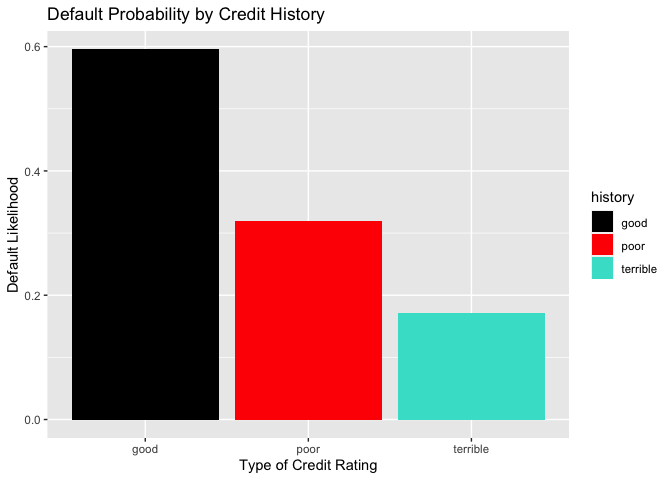 Default Probability by Credit History
Default Likelihood
0.6
0.4
0.2
0.0
good
poor
terrible
Type of Credit Rating
history
good
poor
terrible